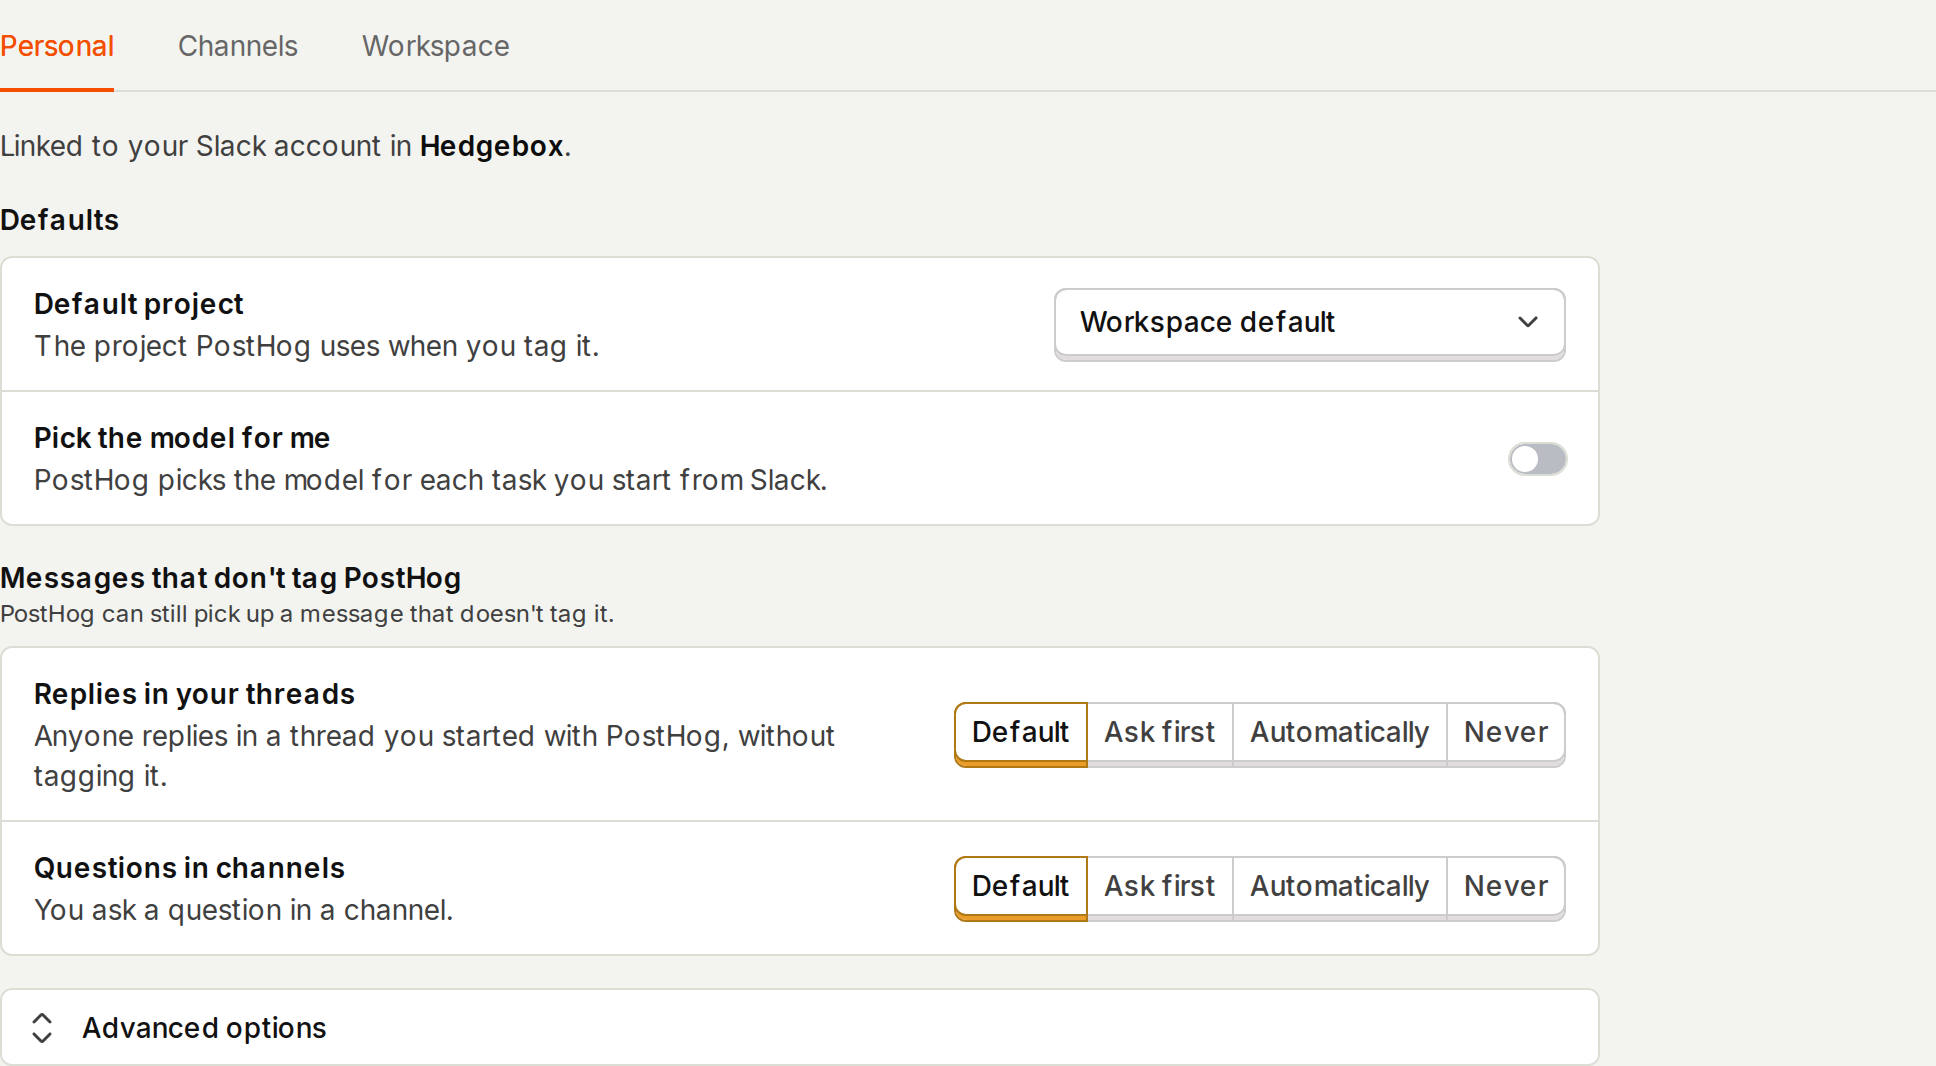 Personal Channels Workspace
Linked to your Slack account in Hedgebox.
Defaults
Default project
The project PostHog uses when you tag it.
Workspace default
Pick the model for me
PostHog picks the model for each task you start from Slack.
Messages that don't tag PostHog
PostHog can still pick up a message that doesn't tag it.
Replies in your threads
Anyone replies in a thread you started with PostHog, without
tagging it.
Default Ask first Automatically Never
Questions in channels
You ask a question in a channel.
Default Ask first Automatically Never
Advanced options